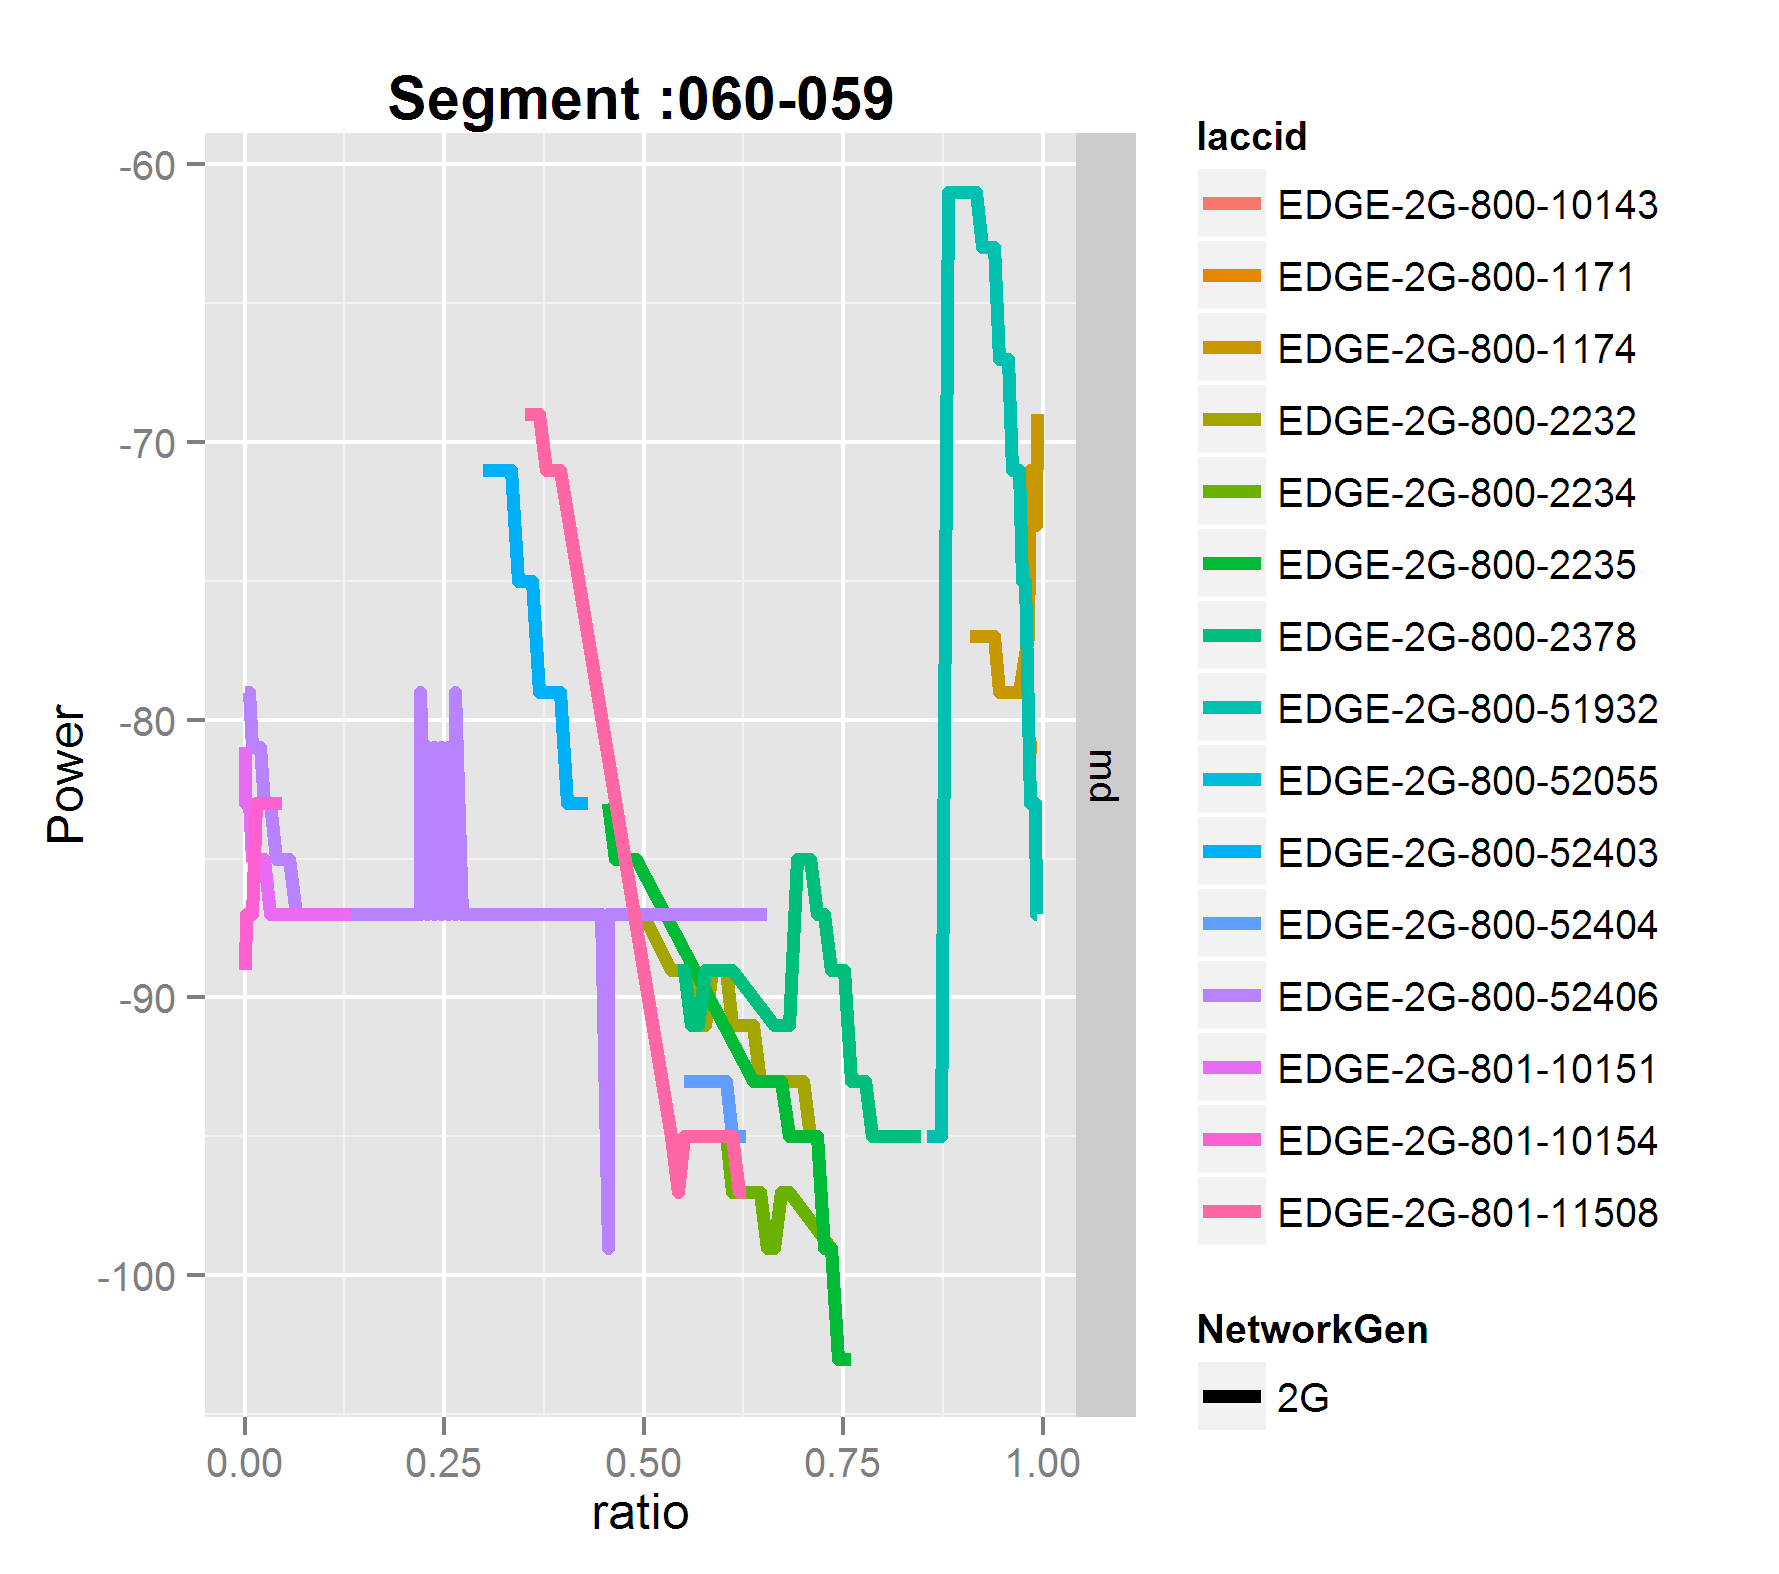 Segment :060-059
Power
-60
-70
-80
-90
-100
0.00 0.25 0.50 0.75 1.00
ratio
md
laccid
EDGE-2G-800-10143
EDGE-2G-800-1171
EDGE-2G-800-1174
EDGE-2G-800-2232
EDGE-2G-800-2234
EDGE-2G-800-2235
EDGE-2G-800-2378
EDGE-2G-800-51932
EDGE-2G-800-52055
EDGE-2G-800-52403
EDGE-2G-800-52404
EDGE-2G-800-52406
EDGE-2G-801-10151
EDGE-2G-801-10154
EDGE-2G-801-11508
NetworkGen
2G